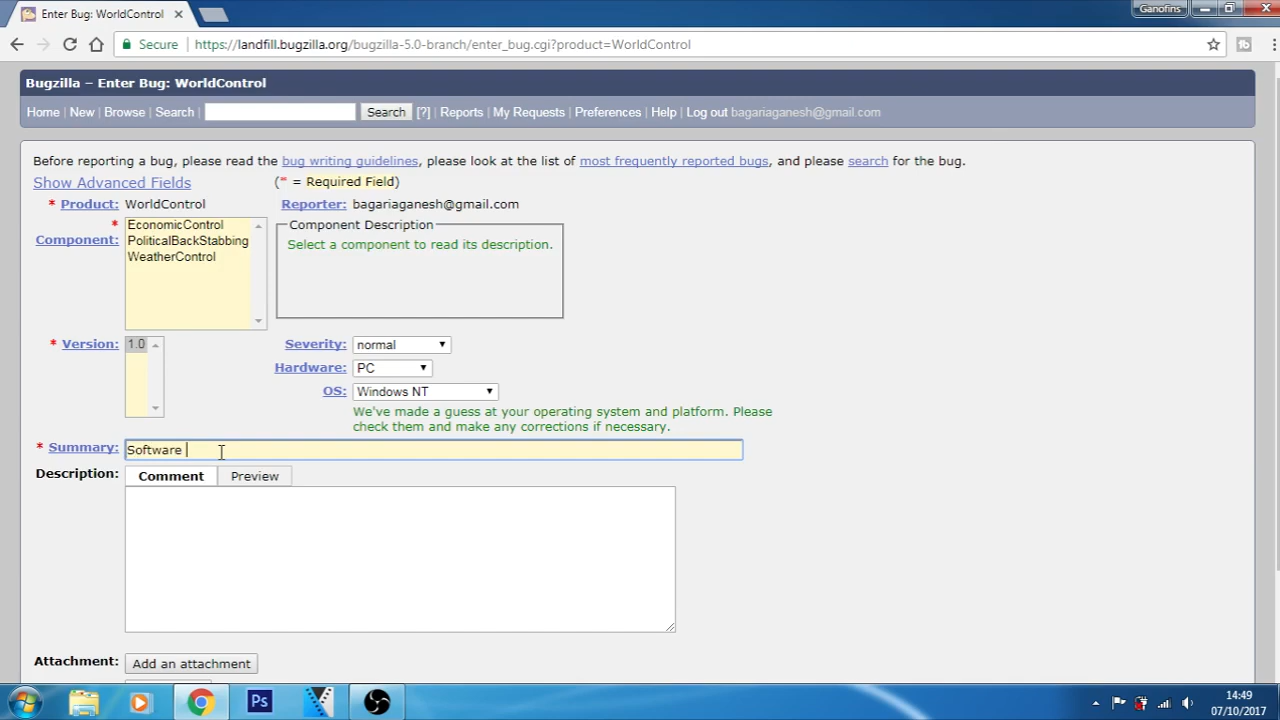 Enter Bug: WorldControl
Ganofins
Secure https://landfill.bugzilla.org/bugzilla-5.0-branch/enter_bug.cgi?product=WorldControl
Bugzilla – Enter Bug: WorldControl
Home | New | Browse | Search | Search [?] | Reports | My Requests | Preferences | Help | Log out bagariaganesh@gmail.com
Before reporting a bug, please read the bug writing guidelines, please look at the list of most frequently reported bugs, and please search for the bug.
Show Advanced Fields (* = Required Field)
* Product: WorldControl Reporter: bagariaganesh@gmail.com
* Component:
EconomicControl
PoliticalBackStabbing
WeatherControl
Component Description
Select a component to read its description.
* Version: 1.0 Severity: normal
Hardware: PC
OS: Windows NT
We've made a guess at your operating system and platform. Please
check them and make any corrections if necessary.
* Summary: Software
Description: Comment Preview
Attachment: Add an attachment
Ps
14:49
07/10/2017